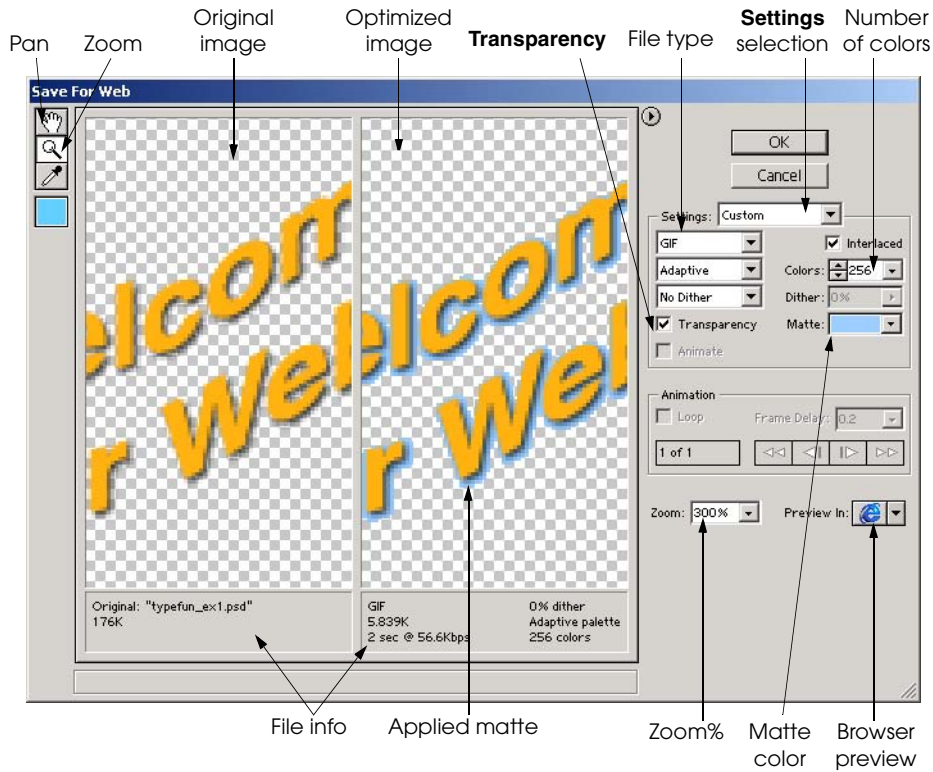 Original
image
Optimized
image
Settings
selection
Number
of colors
Pan
Zoom
Transparency
File type
Save For Web
elcom
r Wel
elcom
r Wel
OK
Cancel
Settings: Custom
GIF
Interlaced
Adaptive
Colors: 256
No Dither
Dither: 0%
Transparency
Matte:
Animate
Animation
Loop
Frame Delay: 0.2
1 of 1
Zoom: 300%
Preview In:
Original: "typefun_ex1.psd"
176K
GIF
5.839K
2 sec @ 56.6Kbps
0% dither
Adaptive palette
256 colors
File info
Applied matte
Zoom%
Matte
color
Browser
preview